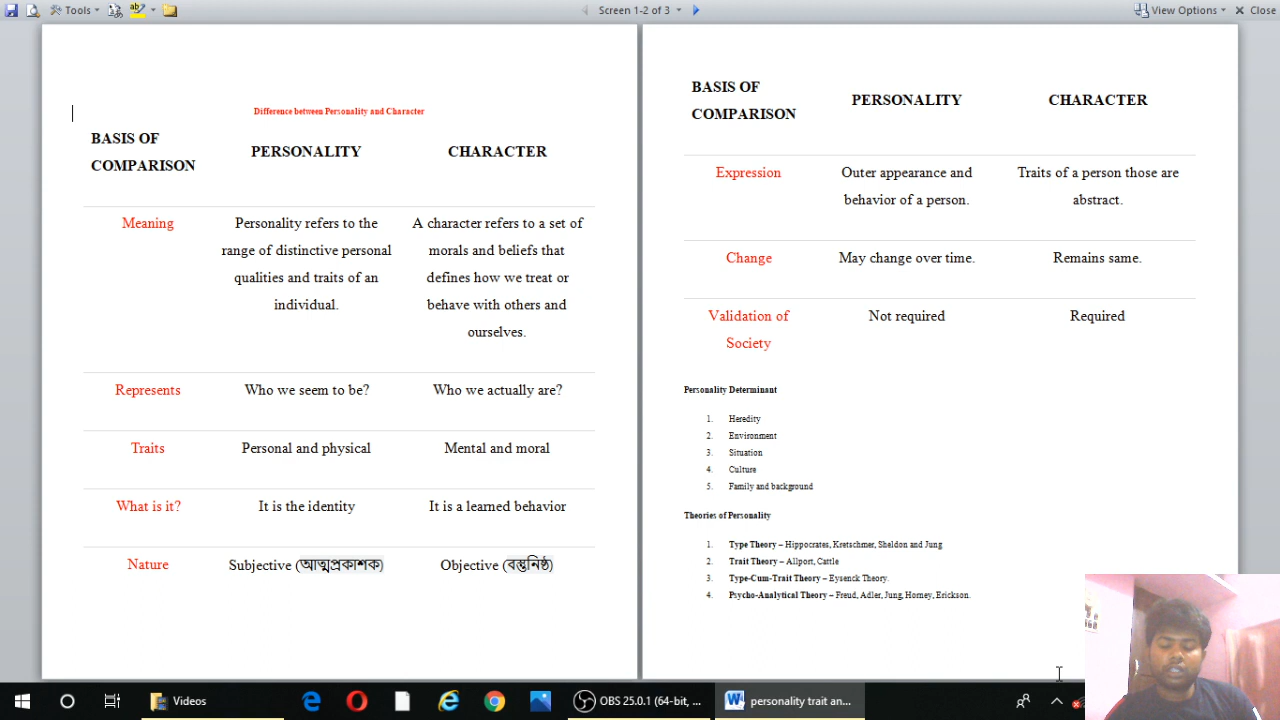 Tools
Screen 1-2 of 3
View Options
Close
Difference between Personality and Character
BASIS OF
COMPARISON
PERSONALITY
CHARACTER
Meaning
Personality refers to the
range of distinctive personal
qualities and traits of an
individual.
A character refers to a set of
morals and beliefs that
defines how we treat or
behave with others and
ourselves.
Represents
Who we seem to be?
Who we actually are?
Traits
Personal and physical
Mental and moral
What is it?
It is the identity
It is a learned behavior
Nature
Subjective (আত্মপ্রকাশক)
Objective (বস্তুনিষ্ঠ)
BASIS OF
COMPARISON
PERSONALITY
CHARACTER
Expression
Outer appearance and
behavior of a person.
Traits of a person those are
abstract.
Change
May change over time.
Remains same.
Validation of
Society
Not required
Required
Personality Determinant
1. Heredity
2. Environment
3. Situation
4. Culture
5. Family and background
Theories of Personality
1. Type Theory – Hippocrates, Kretschmer, Sheldon and Jung
2. Trait Theory – Allport, Cattle
3. Type-Cum-Trait Theory – Eysenck Theory.
4. Psycho-Analytical Theory – Freud, Adler, Jung, Horney, Erickson.
Videos
OBS 25.0.1 (64-bit, ...
personality trait an...